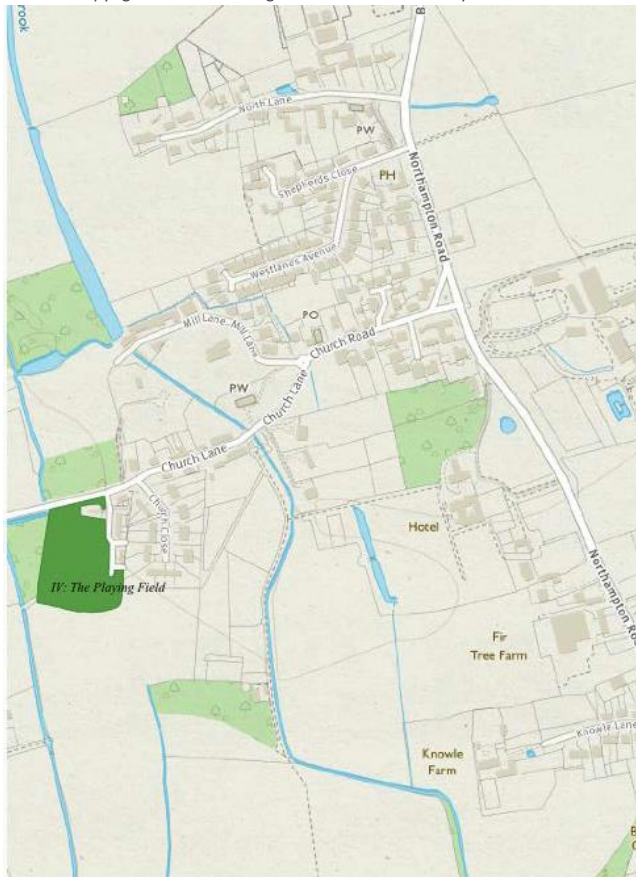 rook
B
North Lane
PW
Shepherds Close
PH
Northampton Road
Westlanes Avenue
Mill Lane
Mill Lane
PO
Church Road
Church Lane
PW
Church Lane
Church Close
Hotel
IV: The Playing Field
Northampton Ro
Fir
Tree Farm
Knowle Lane
Knowle
Farm
B